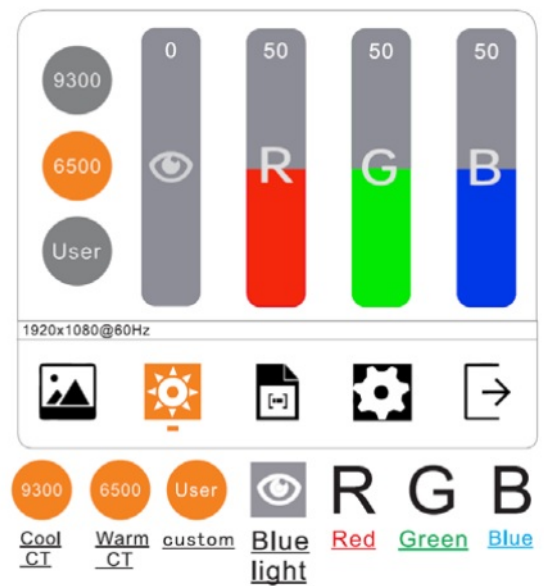 0 50 50 50
9300
R G B
6500
User
1920x1080@60Hz
9300 6500 User R G B
Cool CT
Warm CT
custom
Blue light
Red
Green
Blue